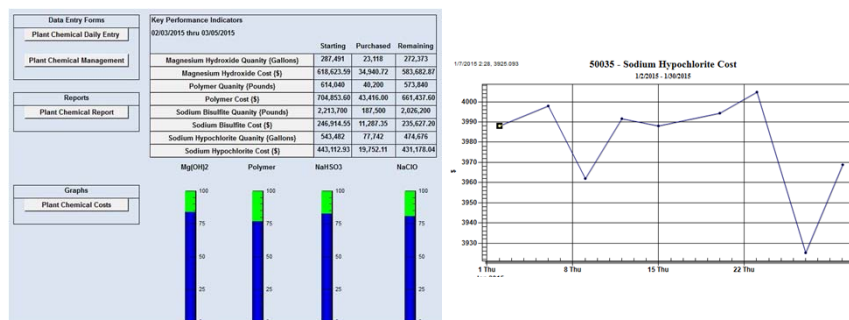 Data Entry Forms
Plant Chemical Daily Entry
Plant Chemical Management
Reports
Plant Chemical Report
Graphs
Plant Chemical Costs
Key Performance Indicators
02/03/2015 thru 03/05/2015
Starting Purchased Remaining
Magnesium Hydroxide Quanity (Gallons) 287,491 23,118 272,373
Magnesium Hydroxide Cost ($) 618,623.59 34,940.72 583,682.87
Polymer Quanity (Pounds) 614,040 40,200 573,840
Polymer Cost ($) 704,853.60 43,416.00 661,437.60
Sodium Bisulfite Quanity (Pounds) 2,213,700 187,500 2,026,200
Sodium Bisulfite Cost ($) 246,914.55 11,287.35 235,627.20
Sodium Hypochlorite Quanity (Gallons) 543,482 77,742 474,676
Sodium Hypochlorite Cost ($) 443,112.93 19,752.11 431,178.04
Mg(OH)2 Polymer NaHSO3 NaClO
100 100 100 100
75 75 75 75
50 50 50 50
25 25 25 25
1/7/2015 2:28, 3925.093
50035 - Sodium Hypochlorite Cost
1/2/2015 - 1/30/2015
4000
3990
3980
3970
3960
3950
3940
3930
$
1 Thu 8 Thu 15 Thu 22 Thu